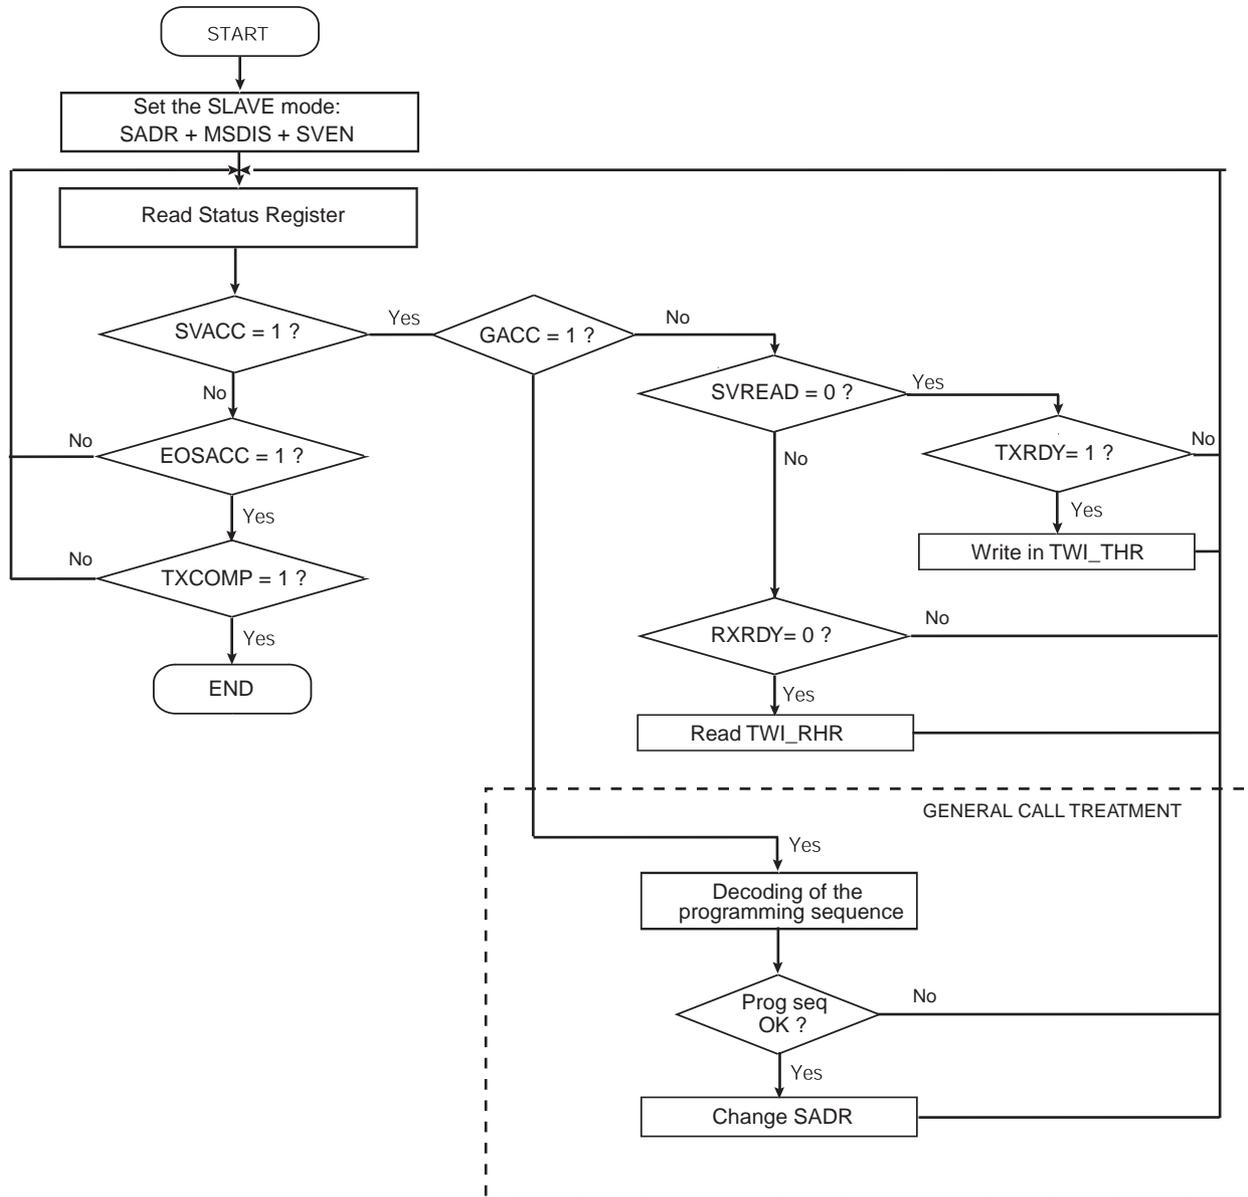 START
Set the SLAVE mode:
SADR + MSDIS + SVEN
Read Status Register
SVACC = 1 ?
Yes
GACC = 1 ?
No
SVREAD = 0 ?
Yes
No
EOSACC = 1 ?
No
TXRDY= 1 ?
No
No
Yes
Yes
Write in TWI_THR
TXCOMP = 1 ?
No
RXRDY= 0 ?
No
Yes
END
Yes
Read TWI_RHR
GENERAL CALL TREATMENT
Yes
Decoding of the
programming sequence
Prog seq
OK ?
No
Yes
Change SADR